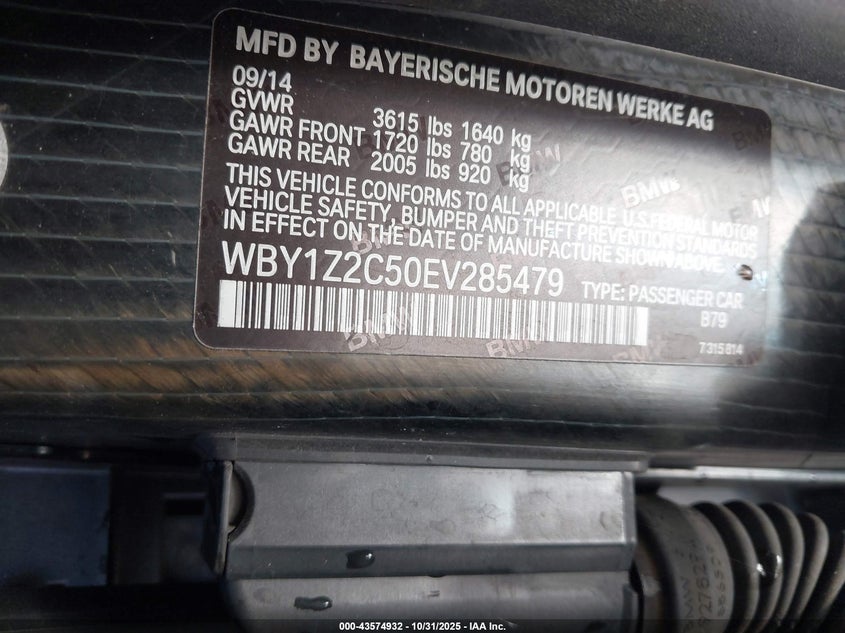 MFD BY BAYERISCHE MOTOREN WERKE AG
09/14
GVWR 3615 lbs 1640 kg
GAWR FRONT 1720 lbs 780 kg
GAWR REAR 2005 lbs 920 kg
THIS VEHICLE CONFORMS TO ALL APPLICABLE U.S.FEDERAL MOTOR
VEHICLE SAFETY, BUMPER AND THEFT PREVENTION STANDARDS
IN EFFECT ON THE DATE OF MANUFACTURE SHOWN ABOVE.
WBY1Z2C50EV285479 TYPE: PASSENGER CAR
B79
7315814
BMW
000-43574932 - 10/31/2025 - IAA Inc.